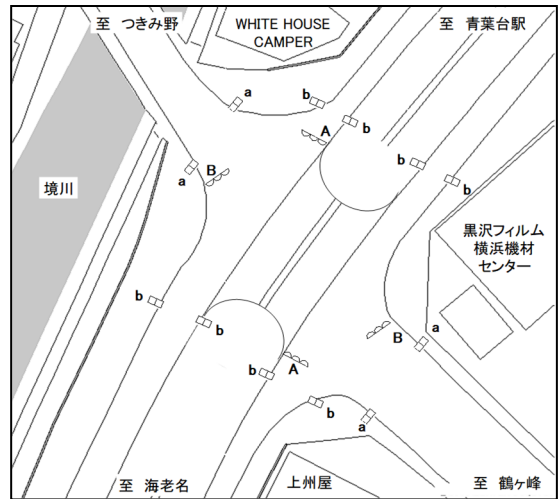 至 つきみ野
WHITE HOUSE
CAMPER
至 青葉台駅
a
b
b
A
b
b
B
a
境川
黒沢フィルム
横浜機材
センター
b
b
a
B
A
b
b
a
至 海老名
上州屋
至 鶴ヶ峰